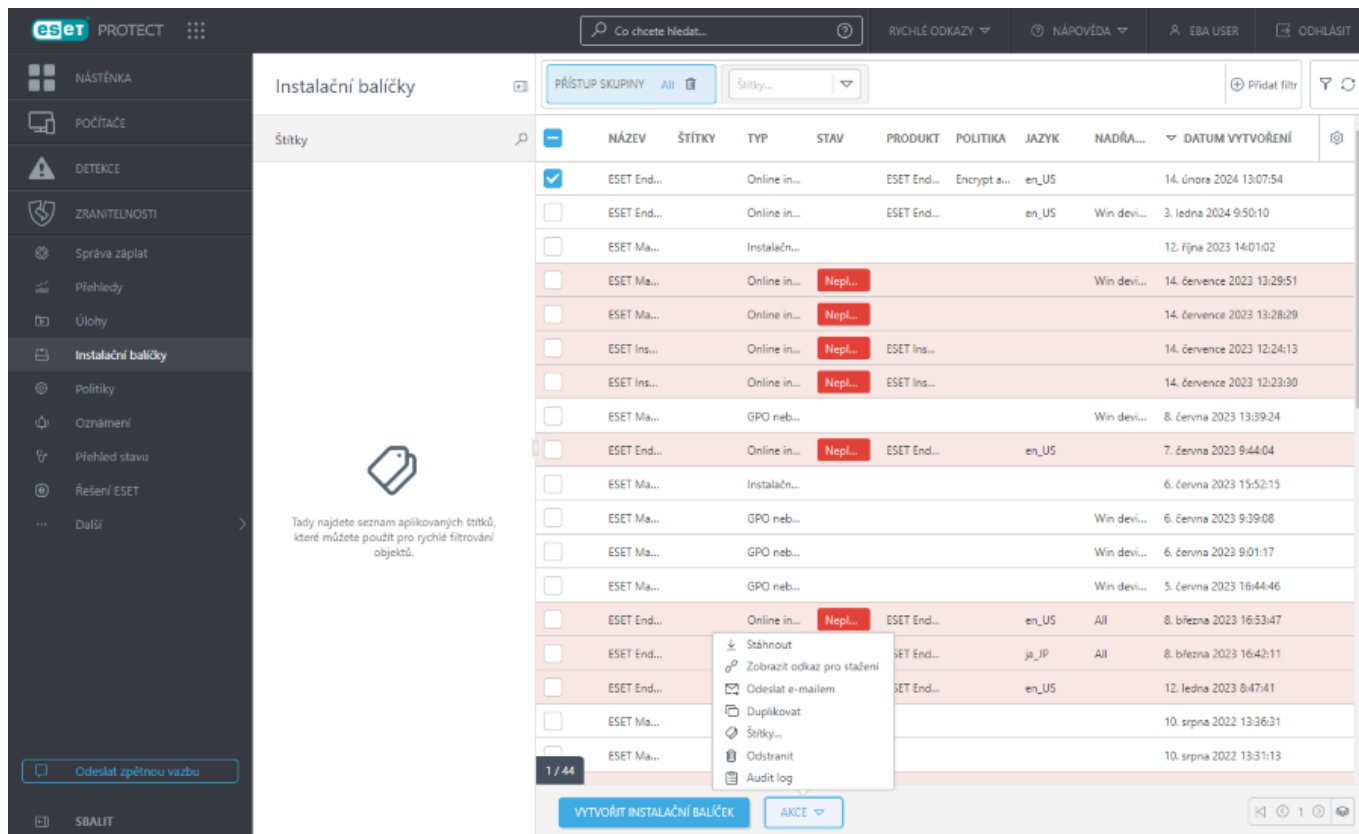 eset PROTECT
Co chcete hledat...
RYCHLÉ ODKAZY
NÁPOVĚDA
EBA USER
ODHLÁSIT
NÁSTĚNKA
POČÍTAČE
DETEKCE
ZRANITELNOSTI
Správa záplat
Přehledy
Úlohy
Instalační balíčky
Politiky
Oznámení
Přehled stavu
Řešení ESET
Další
Odeslat zpětnou vazbu
SBALIT
Instalační balíčky
Štítky
Tady najdete seznam aplikovaných štítků,
které můžete použít pro rychlé filtrování
objektů.
PŘÍSTUP SKUPINY All
Štítky...
Přidat filtr
NÁZEV ŠTÍTKY TYP STAV PRODUKT POLITIKA JAZYK NADŘA... DATUM VYTVOŘENÍ
ESET End... Online in... ESET End... Encrypt a... en_US 14. února 2024 13:07:54
ESET End... Online in... ESET End... en_US Win devi... 3. ledna 2024 9:50:10
ESET Ma... Instalačn... 12. října 2023 14:01:02
ESET Ma... Online in... Nepl... Win devi... 14. července 2023 13:29:51
ESET Ma... Online in... Nepl... 14. července 2023 13:28:29
ESET Ins... Online in... Nepl... ESET Ins... 14. července 2023 12:24:13
ESET Ins... Online in... Nepl... ESET Ins... 14. července 2023 12:23:30
ESET Ma... GPO neb... Win devi... 8. června 2023 13:39:24
ESET End... Online in... Nepl... ESET End... en_US 7. června 2023 9:44:04
ESET Ma... Instalačn... 6. června 2023 15:52:15
ESET Ma... GPO neb... Win devi... 6. června 2023 9:39:08
ESET Ma... GPO neb... Win devi... 6. června 2023 9:01:17
ESET Ma... GPO neb... Win devi... 5. června 2023 16:44:46
ESET End... Online in... Nepl... ESET End... en_US All 8. března 2023 16:53:47
ESET End... ESET End... ja_JP All 8. března 2023 16:42:11
ESET End... ESET End... en_US 12. ledna 2023 8:47:41
ESET Ma... 10. srpna 2022 13:36:31
ESET Ma... 10. srpna 2022 13:31:13
Stáhnout
Zobrazit odkaz pro stažení
Odeslat e-mailem
Duplikovat
Štítky...
Odstranit
Audit log
1 / 44
VYTVOŘIT INSTALAČNÍ BALÍČEK
AKCE
1